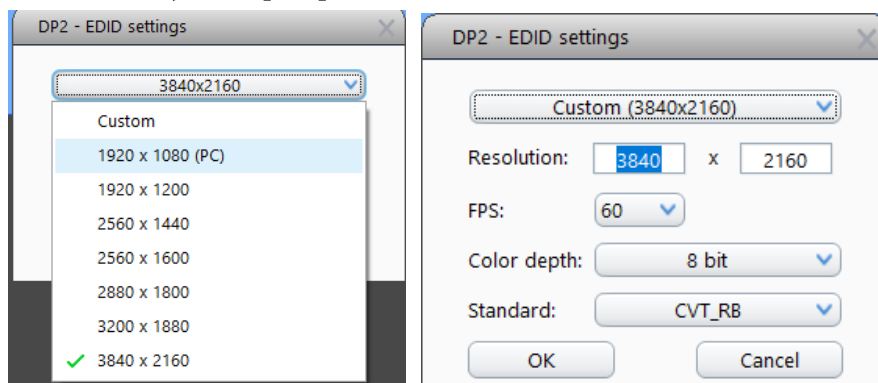 DP2 - EDID settings
3840x2160
Custom
1920 x 1080 (PC)
1920 x 1200
2560 x 1440
2560 x 1600
2880 x 1800
3200 x 1880
3840 x 2160
DP2 - EDID settings
Custom (3840x2160)
Resolution: 3840 x 2160
FPS: 60
Color depth: 8 bit
Standard: CVT_RB
OK Cancel